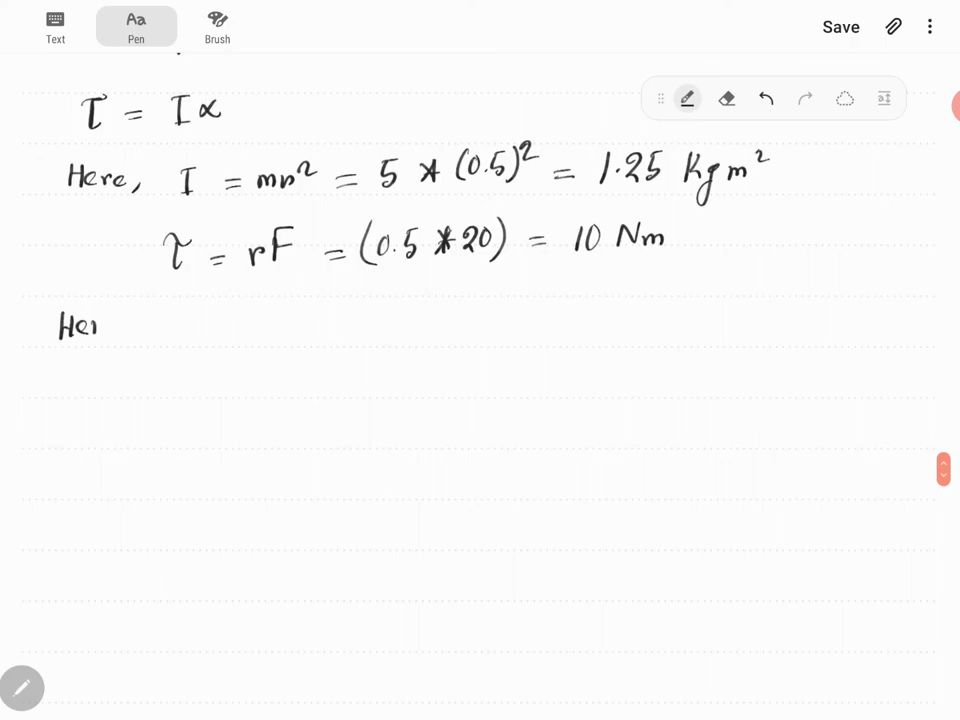 Text
Aa
Pen
Brush
Save
τ = I α
Here, I = mr² = 5 * (0.5)² = 1.25 Kgm²
τ = rF = (0.5 * 20) = 10 Nm
Her